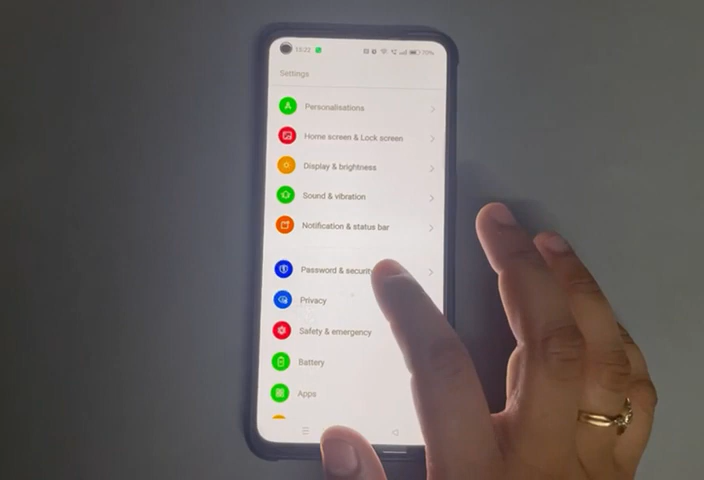 10:22
70%
Settings
Personalisations
Home screen & Lock screen
Display & brightness
Sound & vibration
Notification & status bar
Password & security
Privacy
Safety & emergency
Battery
Apps